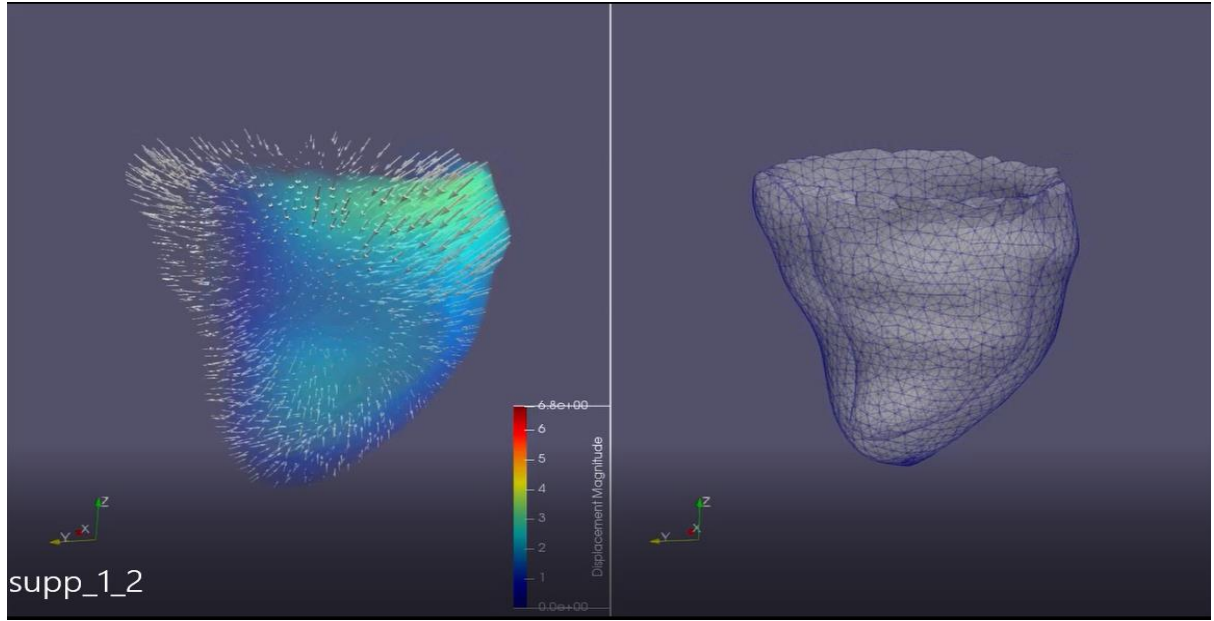 6.8e+00
6
5
4
3
2
1
0.0e+00
Displacement Magnitude
Z
Y
X
Z
Y
X
supp_1_2